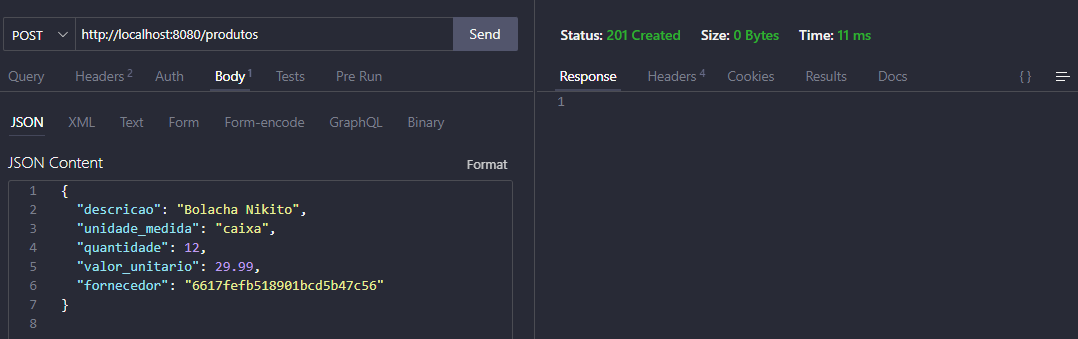 POST http://localhost:8080/produtos Send
Query Headers 2 Auth Body 1 Tests Pre Run
JSON XML Text Form Form-encode GraphQL Binary
JSON Content Format
1 {
2 "descricao": "Bolacha Nikito",
3 "unidade_medida": "caixa",
4 "quantidade": 12,
5 "valor_unitario": 29.99,
6 "fornecedor": "6617fefb518901bcd5b47c56"
7 }
8
Status: 201 Created Size: 0 Bytes Time: 11 ms
Response Headers 4 Cookies Results Docs { }
1